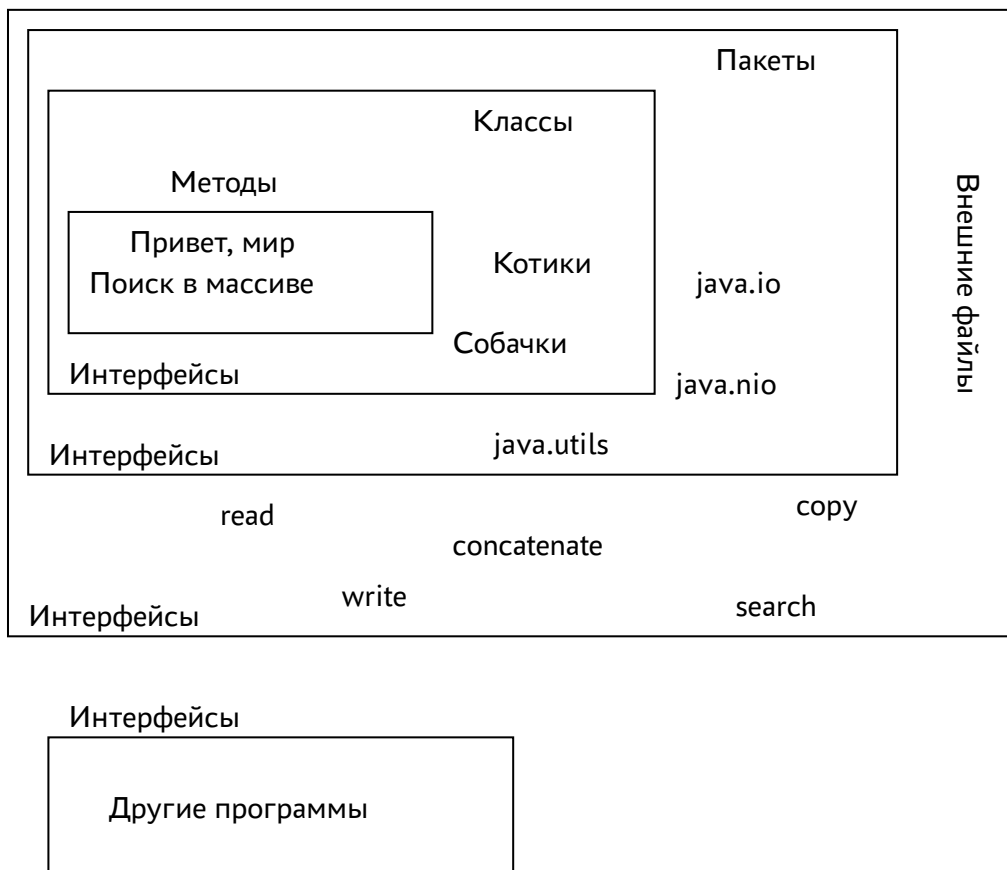 Пакеты
Классы
Методы
Привет, мир
Поиск в массиве
Котики
java.io
Собачки
Интерфейсы
java.nio
java.utils
Интерфейсы
Внешние файлы
read
copy
concatenate
write
search
Интерфейсы
Интерфейсы
Другие программы